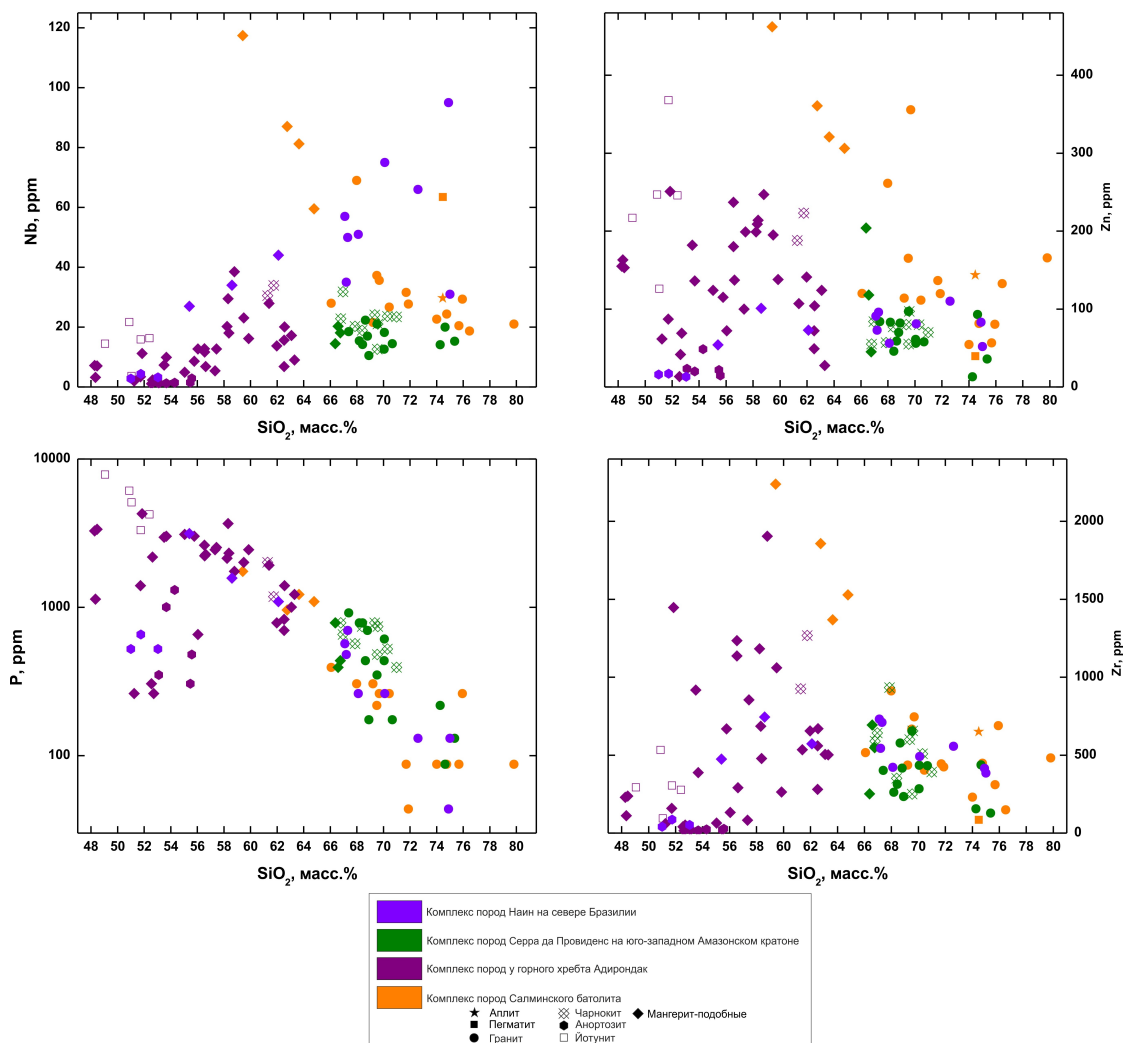 120
100
80
60
40
20
0
Nb, ppm
48 50 52 54 56 58 60 62 64 66 68 70 72 74 76 78 80
SiO₂, масс.%
400
300
200
100
0
Zn, ppm
48 50 52 54 56 58 60 62 64 66 68 70 72 74 76 78 80
SiO₂, масс.%
10000
1000
100
P, ppm
48 50 52 54 56 58 60 62 64 66 68 70 72 74 76 78 80
SiO₂, масс.%
2000
1500
1000
500
0
Zr, ppm
48 50 52 54 56 58 60 62 64 66 68 70 72 74 76 78 80
SiO₂, масс.%
Комплекс пород Наин на севере Бразилии
Комплекс пород Серра да Провиденс на юго-западном Амазонском кратоне
Комплекс пород у горного хребта Адирондак
Комплекс пород Салминского батолита
Аплит Чарнокит Мангерит-подобные
Пегматит Анортозит
Гранит Йотунит